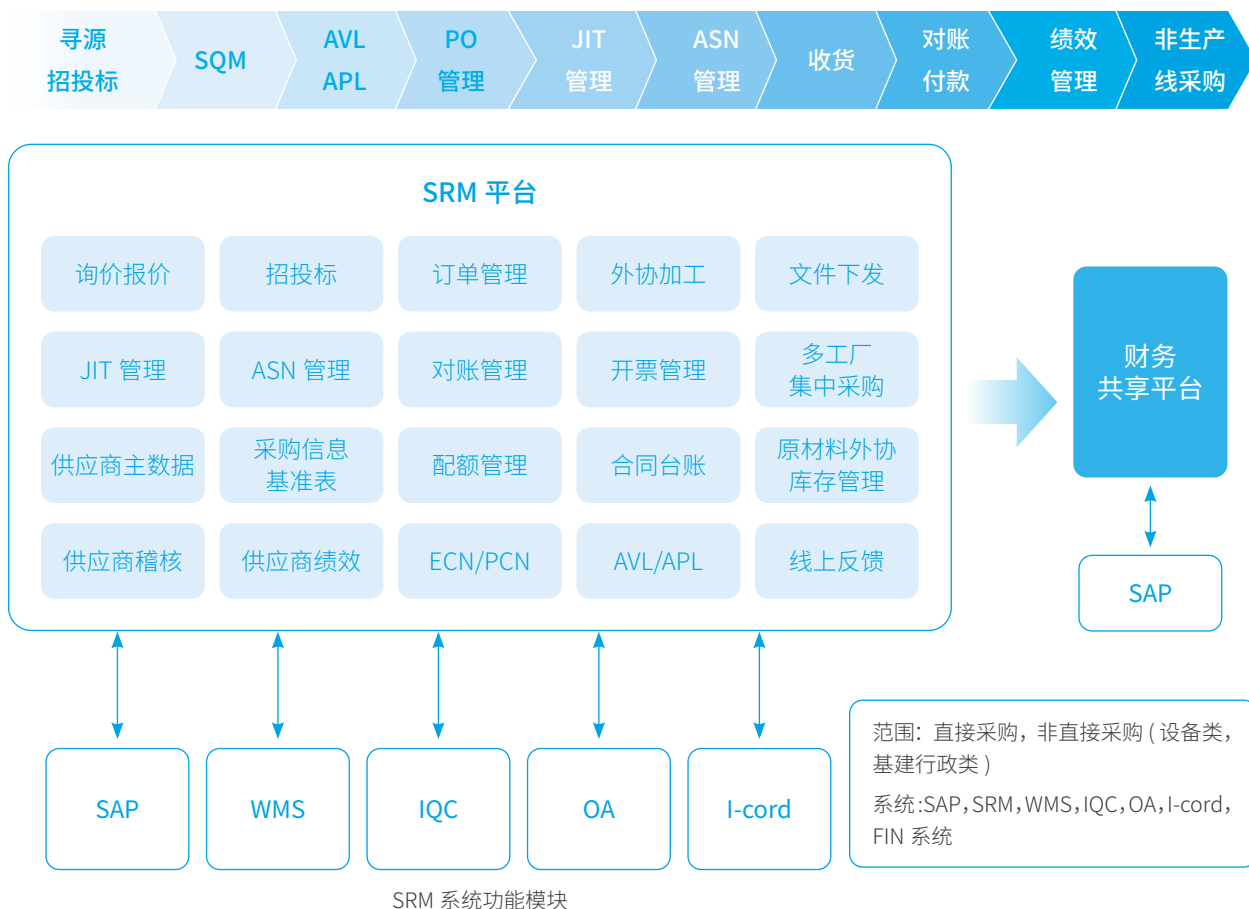 寻源
招投标
SQM
AVL
APL
PO
管理
JIT
管理
ASN
管理
收货
对账
付款
绩效
管理
非生产
线采购
SRM 平台
询价报价
招投标
订单管理
外协加工
文件下发
JIT 管理
ASN 管理
对账管理
开票管理
多工厂
集中采购
供应商主数据
采购信息
基准表
配额管理
合同台账
原材料外协
库存管理
供应商稽核
供应商绩效
ECN/PCN
AVL/APL
线上反馈
财务
共享平台
SAP
SAP
WMS
IQC
OA
I-cord
范围：直接采购，非直接采购 ( 设备类，
基建行政类 )
系统:SAP，SRM，WMS，IQC，OA，I-cord，
FIN 系统
SRM 系统功能模块